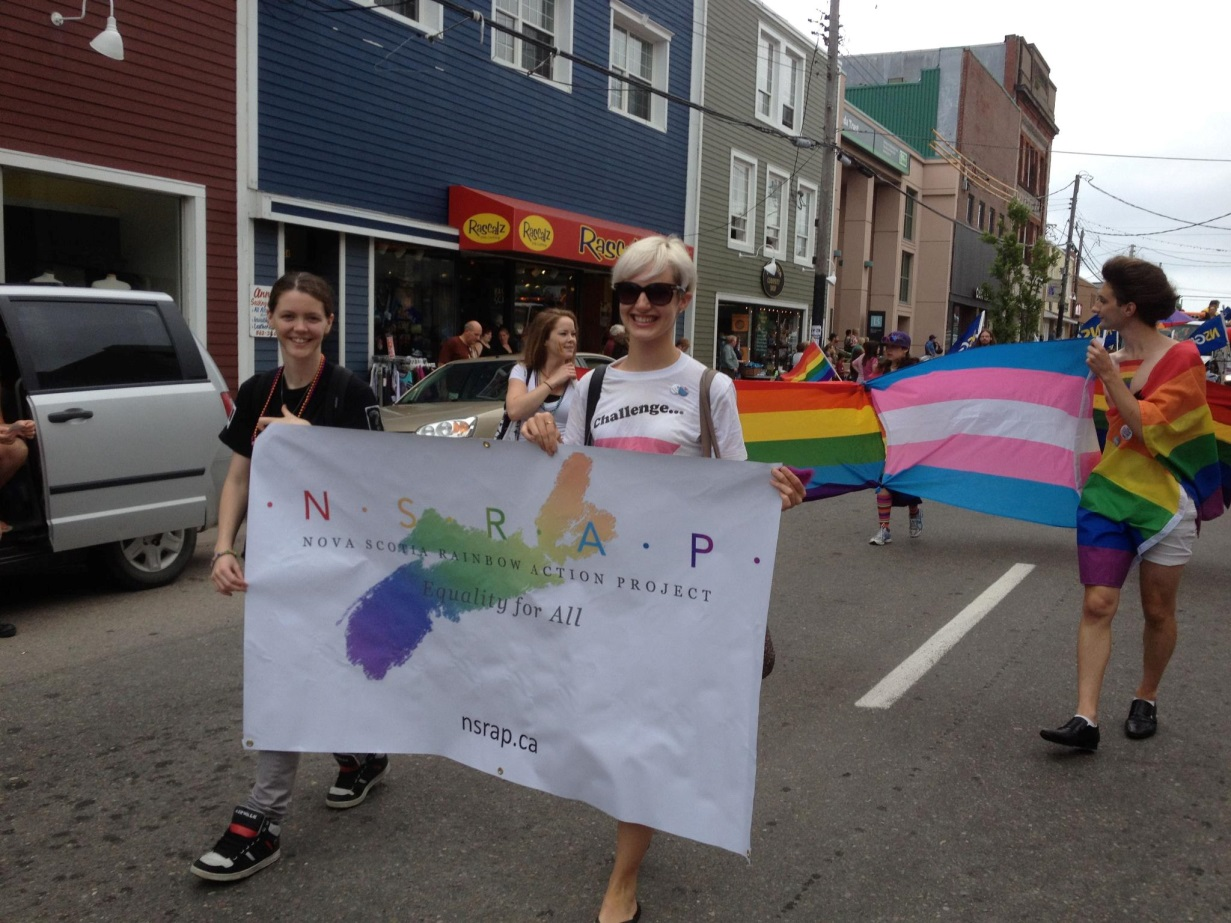 Rascalz
Rascalz
Rasc
Challenge...
• N • S • R • A • P •
NOVA SCOTIA RAINBOW ACTION PROJECT
Equality for All
nsrap.ca